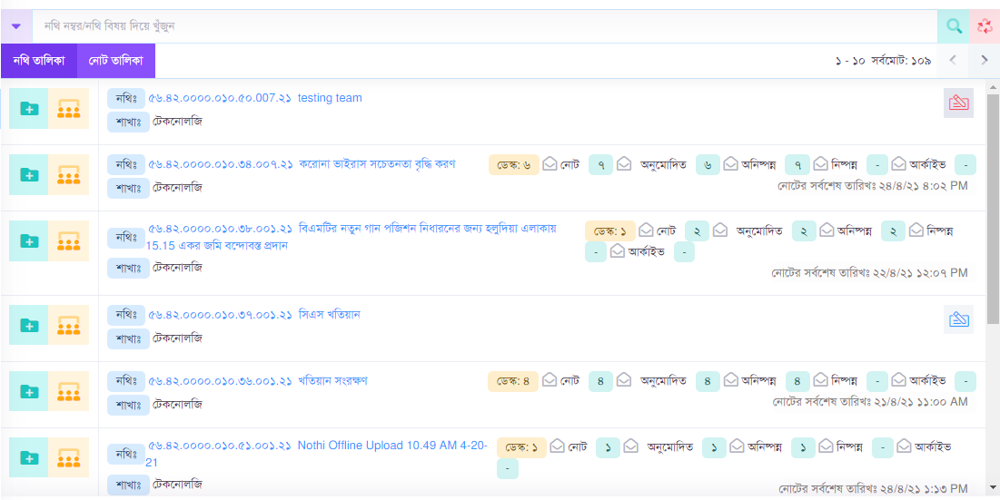 নথি নম্বর/নথি বিষয় দিয়ে খুঁজুন
নথি তালিকা নোট তালিকা ১ - ১০ সর্বমোট: ১০৯
নথিঃ ৫৬.৪২.০০০০.০১০.৫০.007.২১ testing team
শাখাঃ টেকনোলজি
নথিঃ ৫৬.৪২.০০০০.০১০.৩৪.০০৭.২১ করোনা ভাইরাস সচেতনতা বৃদ্ধি করণ ডেস্ক: ৬ নোট ৭ অনুমোদিত ৬ অনিষ্পন্ন ৭ নিষ্পন্ন - আর্কাইভ -
শাখাঃ টেকনোলজি নোটের সর্বশেষ তারিখঃ ২৪/৪/২১ ৪:০২ PM
নথিঃ ৫৬.৪২.০০০০.০১০.৩৮.০০১.২১ বিএমটির নতুন গান পজিশন নিধারনের জন্য হলুদিয়া এলাকায় ডেস্ক: ১ নোট ২ অনুমোদিত ২ অনিষ্পন্ন ২ নিষ্পন্ন
15.15 একর জমি বন্দোবস্ত প্রদান - আর্কাইভ -
শাখাঃ টেকনোলজি নোটের সর্বশেষ তারিখঃ ২২/৪/২১ ১২:০৭ PM
নথিঃ ৫৬.৪২.০০০০.০১০.৩৭.০০১.২১ সিএস খতিয়ান
শাখাঃ টেকনোলজি
নথিঃ ৫৬.৪২.০০০০.০১০.৩৬.০০১.২১ খতিয়ান সংরক্ষণ ডেস্ক: ৪ নোট ৪ অনুমোদিত ৪ অনিষ্পন্ন ৪ নিষ্পন্ন - আর্কাইভ -
শাখাঃ টেকনোলজি নোটের সর্বশেষ তারিখঃ ২১/৪/২১ ১১:০০ AM
নথিঃ ৫৬.৪২.০০০০.০১০.৫১.০০১.২১ Nothi Offline Upload 10.49 AM 4-20- ডেস্ক: ১ নোট ১ অনুমোদিত ১ অনিষ্পন্ন ১ নিষ্পন্ন - আর্কাইভ
21 -
শাখাঃ টেকনোলজি নোটের সর্বশেষ তারিখঃ ২৪/৪/২১ ১:১৩ PM